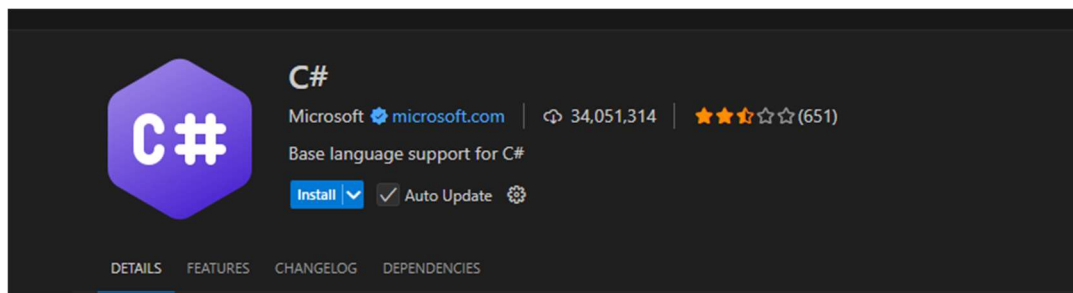 C#
C#
Microsoft microsoft.com 34,051,314 (651)
Base language support for C#
Install Auto Update
DETAILS FEATURES CHANGELOG DEPENDENCIES